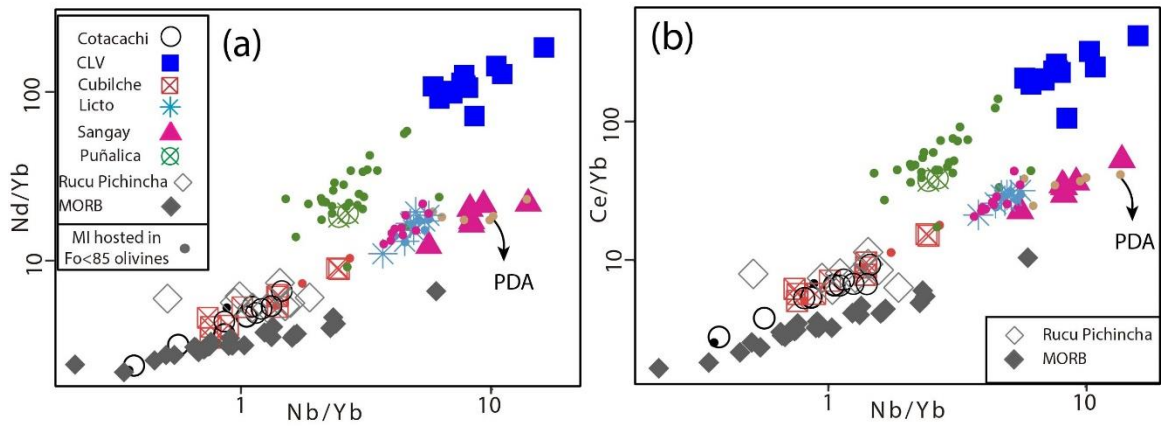 (a)
Cotacachi
CLV
Cubilche
Licto
Sangay
Puñalica
Rucu Pichincha
MORB
MI hosted in
Fo<85 olivines
Nd/Yb
100
10
1
10
Nb/Yb
PDA
(b)
Ce/Yb
100
10
1
10
Nb/Yb
PDA
Rucu Pichincha
MORB